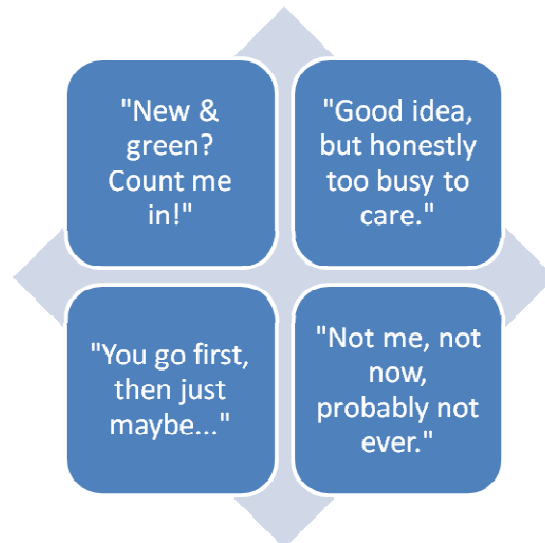 "New &
green?
Count me
in!"
"Good idea,
but honestly
too busy to
care."
"You go first,
then just
maybe..."
"Not me, not
now,
probably not
ever."